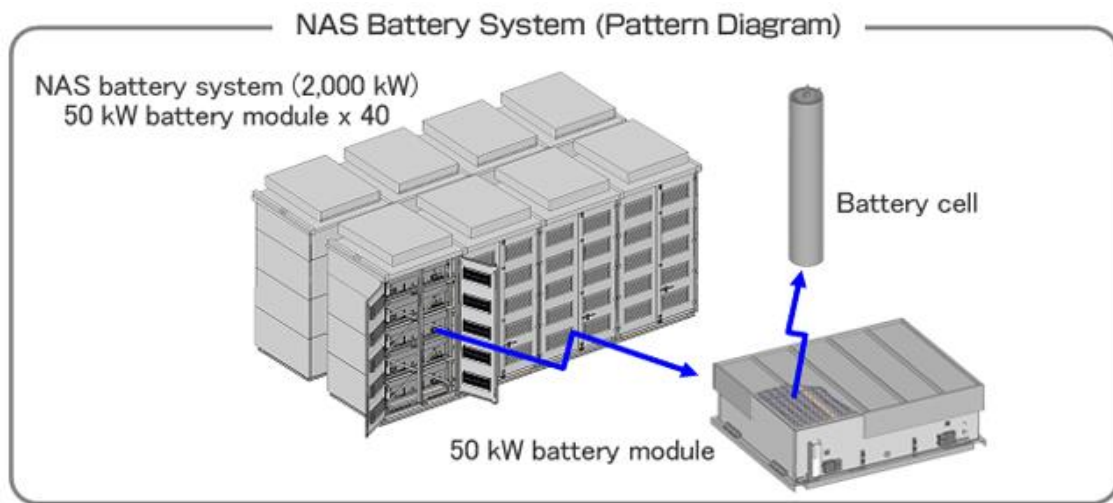 NAS Battery System (Pattern Diagram)
NAS battery system (2,000 kW)
50 kW battery module x 40
Battery cell
50 kW battery module